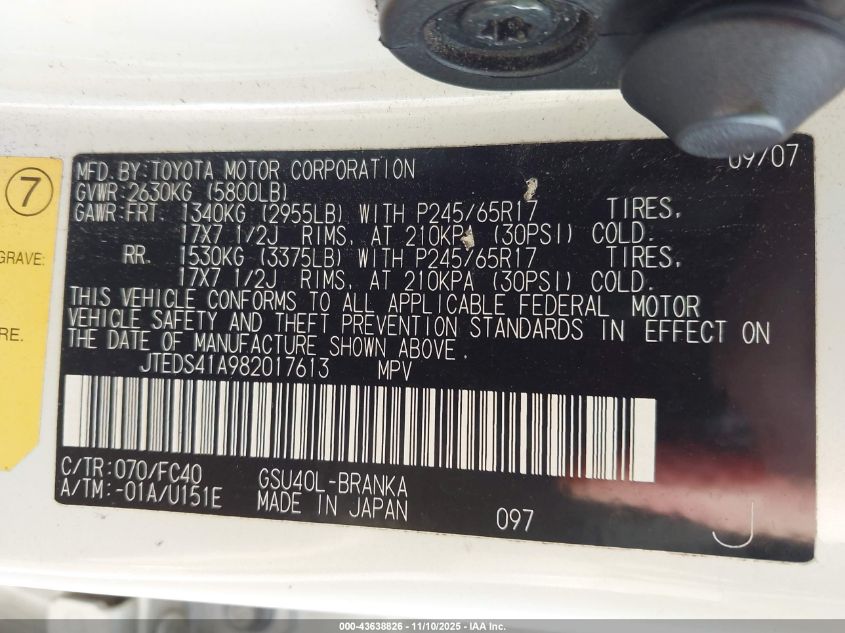 MFD. BY: TOYOTA MOTOR CORPORATION 09/07
GVWR: 2630KG (5800LB)
GAWR: FRT. 1340KG (2955LB) WITH P245/65R17 TIRES,
17X7 1/2J RIMS, AT 210KPA (30PSI) COLD.
RR. 1530KG (3375LB) WITH P245/65R17 TIRES,
17X7 1/2J RIMS, AT 210KPA (30PSI) COLD.
THIS VEHICLE CONFORMS TO ALL APPLICABLE FEDERAL MOTOR
VEHICLE SAFETY AND THEFT PREVENTION STANDARDS IN EFFECT ON
THE DATE OF MANUFACTURE SHOWN ABOVE.
JTEDS41A982017613 MPV
C/TR: 070/FC40 GSU40L-BRANKA
A/TM: -01A/U151E MADE IN JAPAN 097
J
7
GRAVE:
RE.
000-43638826 - 11/10/2025 - IAA Inc.